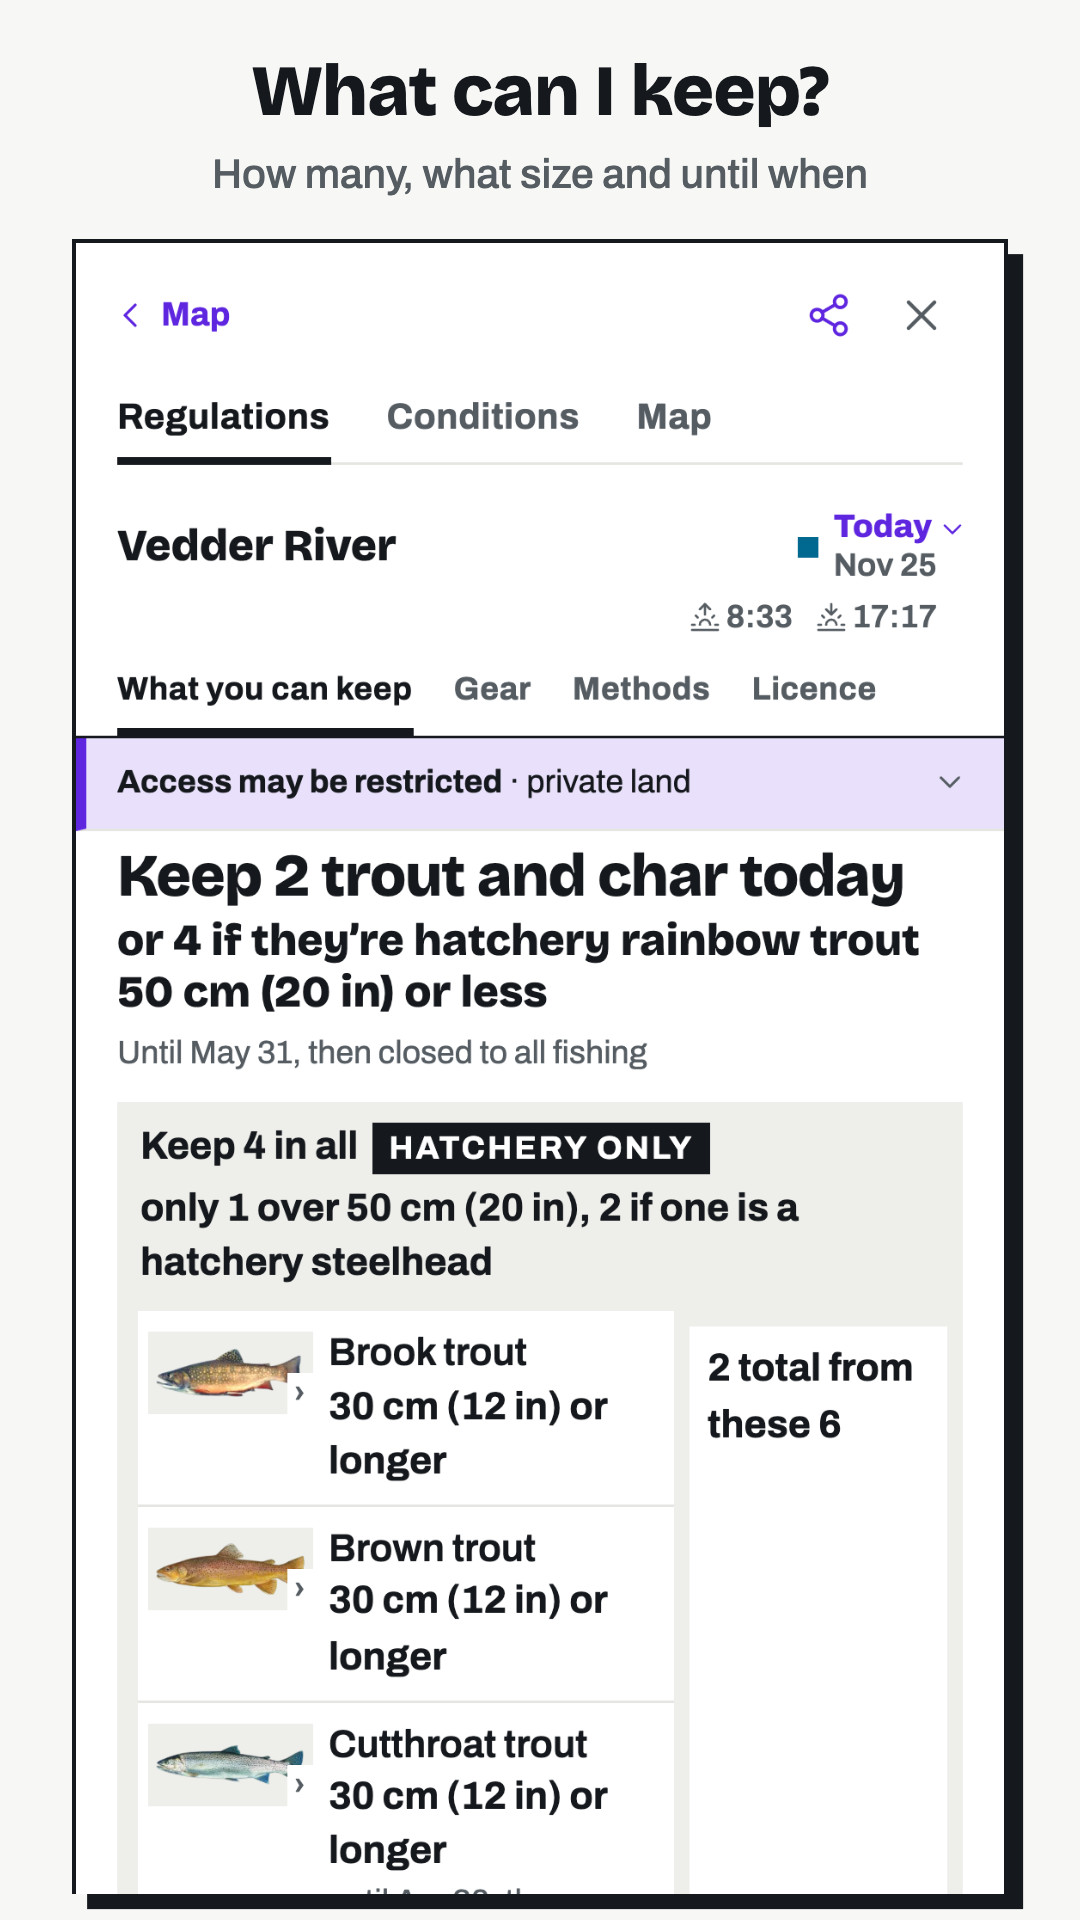 What can I keep?
How many, what size and until when
Map
Regulations Conditions Map
Vedder River
Today
Nov 25
8:33 17:17
What you can keep Gear Methods Licence
Access may be restricted · private land
Keep 2 trout and char today
or 4 if they’re hatchery rainbow trout
50 cm (20 in) or less
Until May 31, then closed to all fishing
Keep 4 in all HATCHERY ONLY
only 1 over 50 cm (20 in), 2 if one is a
hatchery steelhead
Brook trout
30 cm (12 in) or
longer
2 total from
these 6
Brown trout
30 cm (12 in) or
longer
Cutthroat trout
30 cm (12 in) or
longer